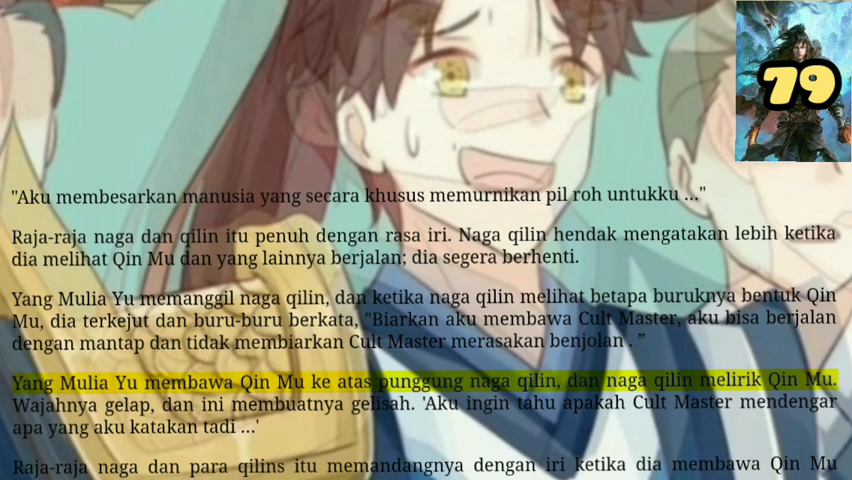 79
"Aku membesarkan manusia yang secara khusus memurnikan pil roh untukku ..."
Raja-raja naga dan qilin itu penuh dengan rasa iri. Naga qilin hendak mengatakan lebih ketika
dia melihat Qin Mu dan yang lainnya berjalan; dia segera berhenti.
Yang Mulia Yu memanggil naga qilin, dan ketika naga qilin melihat betapa buruknya bentuk Qin
Mu, dia terkejut dan buru-buru berkata, "Biarkan aku membawa Cult Master, aku bisa berjalan
dengan mantap dan tidak membiarkan Cult Master merasakan benjolan . ”
Yang Mulia Yu membawa Qin Mu ke atas punggung naga qilin, dan naga qilin melirik Qin Mu.
Wajahnya gelap, dan ini membuatnya gelisah. 'Aku ingin tahu apakah Cult Master mendengar
apa yang aku katakan tadi ...'
Raja-raja naga dan para qilins itu memandangnya dengan iri ketika dia membawa Qin Mu